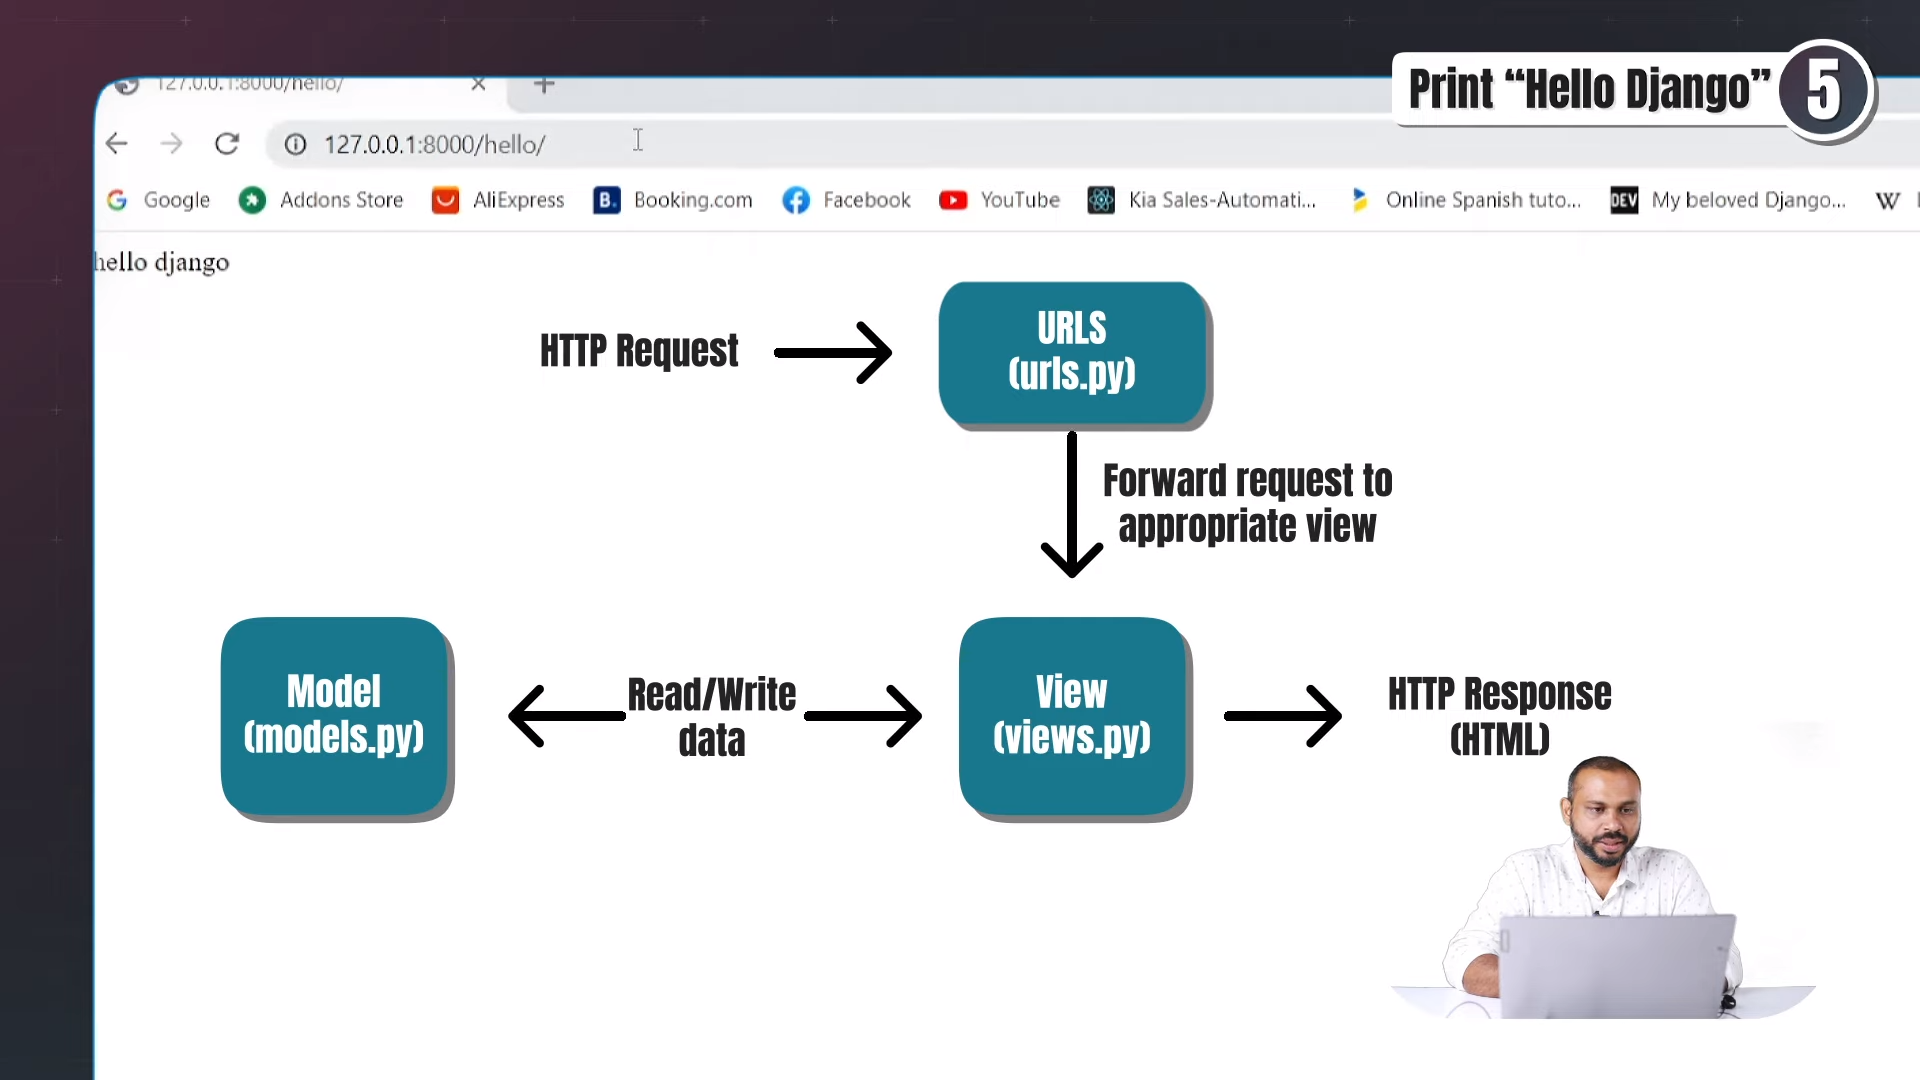 Print “Hello Django” 5
127.0.0.1:8000/hello/
127.0.0.1:8000/hello/
Google
Addons Store
AliExpress
B. Booking.com
Facebook
YouTube
Kia Sales-Automati...
Online Spanish tuto...
DEV My beloved Django...
W
hello django
HTTP Request
URLS
(urls.py)
Forward request to
appropriate view
Model
(models.py)
Read/Write
data
View
(views.py)
HTTP Response
(HTML)